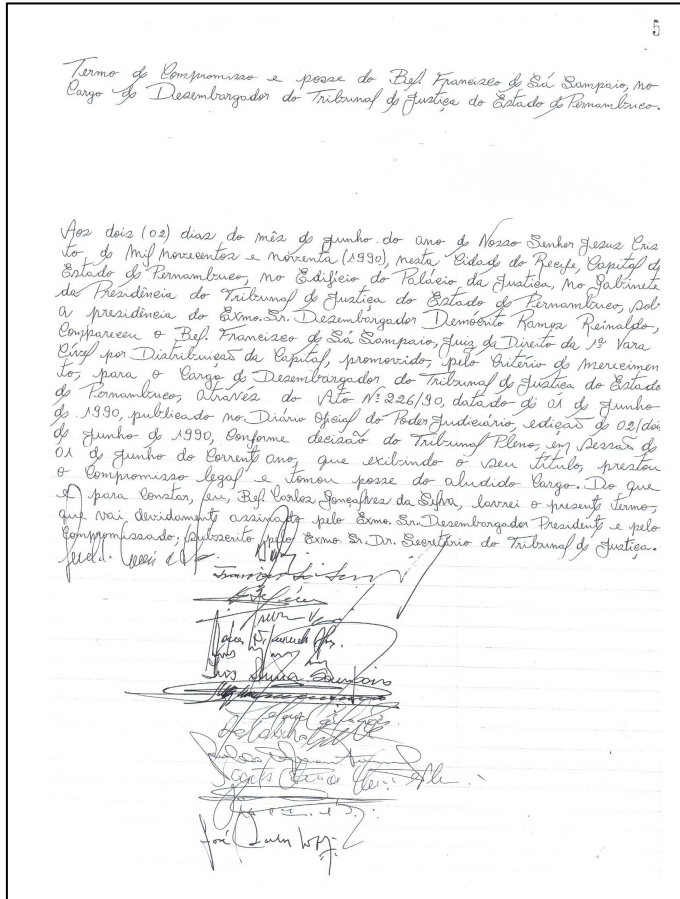 5
Termo de Compromisso e posse do Bel. Francisco de Sá Sampaio, no
Cargo de Desembargador do Tribunal de Justiça do Estado de Pernambuco.
Aos dois (02) dias do mês de junho do ano de Nosso Senhor Jesus Cris
to de Mil novecentos e noventa (1990), nesta Cidade do Recife, Capital do
Estado de Pernambuco, no Edifício do Palácio da Justiça, no Gabinete
da Presidência do Tribunal de Justiça do Estado de Pernambuco, sob
a presidência do Exmo. Sr. Desembargador Demócrito Ramos Reinaldo,
Compareceu o Bel. Francisco de Sá Sampaio, Juiz de Direito da 1ª Vara
Cível por Distribuição da Capital, promovido, pelo Critério de merecimen
to, para o Cargo de Desembargador do Tribunal de Justiça do Estado
de Pernambuco, através do Ato Nº 226/90, datado de 01 de junho
de 1990, publicado no Diário Oficial do Poder Judiciário, edição de 02/dois
de junho de 1990, Conforme decisão do Tribunal Pleno, em sessão de
01 de junho do Corrente ano, que exibindo o seu título, prestou
o Compromisso legal e tomou posse do aludido Cargo. Do que
e para Constar, eu, Bel. Carlos Gonçalves da Silva, lavrei o presente Termo,
que vai devidamente assinado pelo Exmo. Sr. Desembargador Presidente e pelo
Compromissado, subscrito pelo Exmo. Sr. Dr. Secretário do Tribunal de Justiça.
Sampaio
José